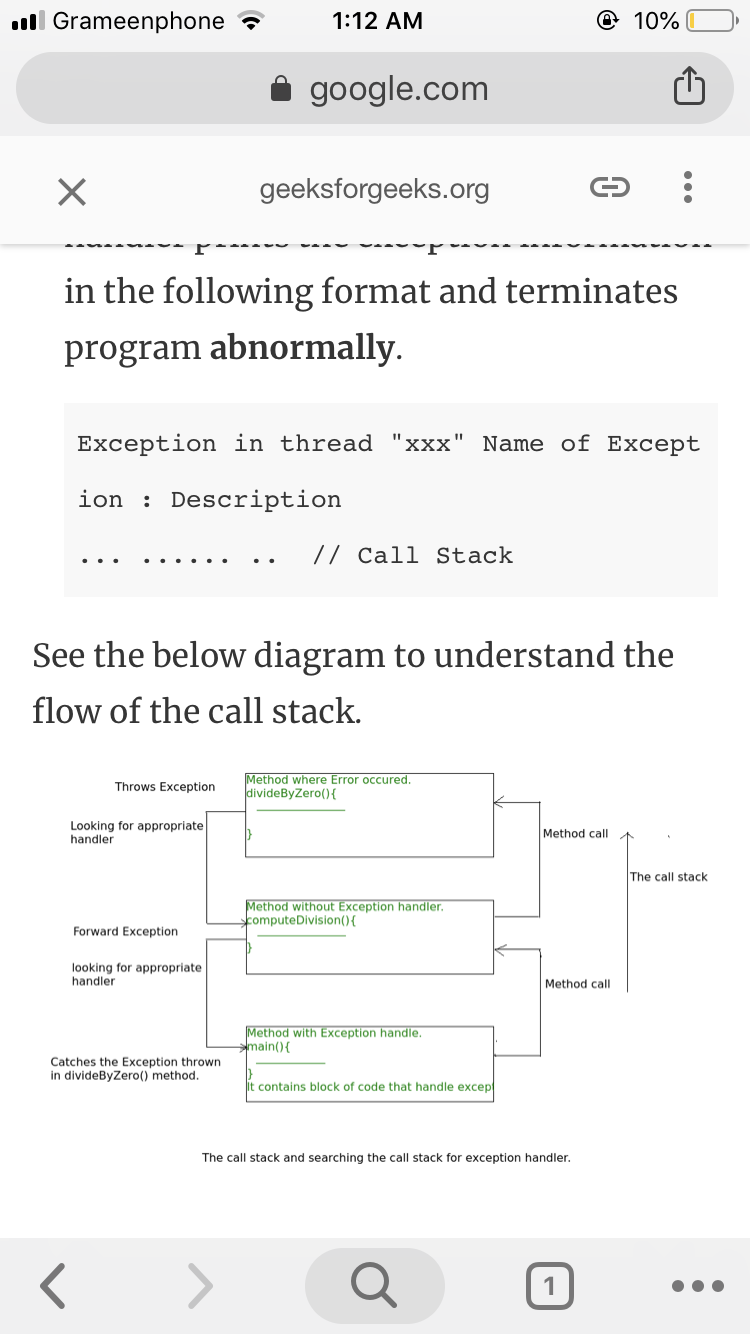 Grameenphone 1:12 AM 10%
google.com
geeksforgeeks.org
handler prints the exception information
in the following format and terminates
program abnormally.
Exception in thread "xxx" Name of Except
ion : Description
... ...... .. // Call Stack
See the below diagram to understand the
flow of the call stack.
Throws Exception
Method where Error occured.
divideByZero(){
}
Looking for appropriate
handler
Method call
The call stack
Method without Exception handler.
computeDivision(){
}
Forward Exception
looking for appropriate
handler
Method call
Method with Exception handle.
main(){
}
It contains block of code that handle excep
Catches the Exception thrown
in divideByZero() method.
The call stack and searching the call stack for exception handler.
1